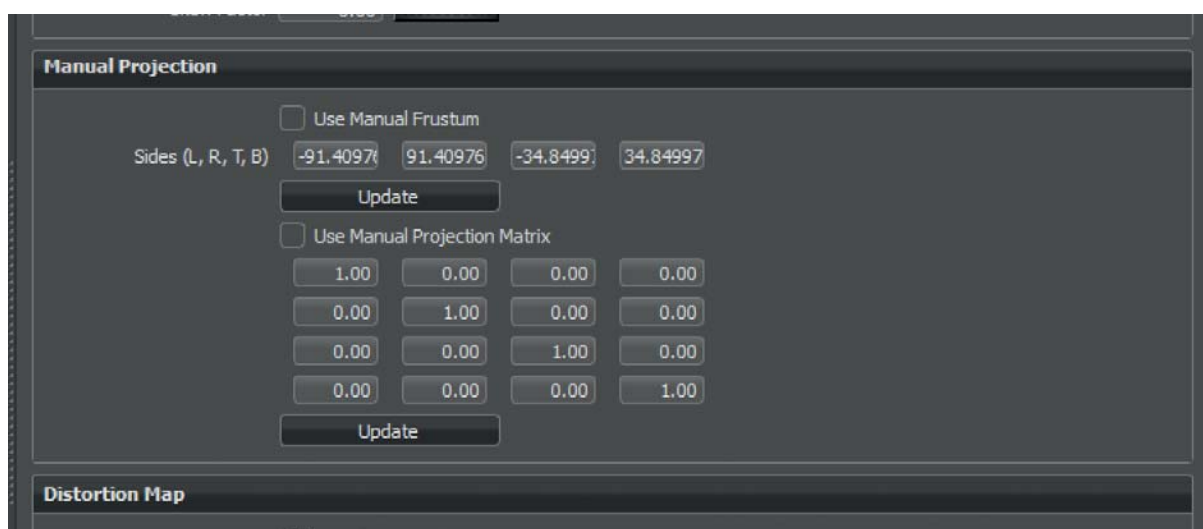 0.00
Manual Projection
Use Manual Frustum
Sides (L, R, T, B) -91.4097 91.40976 -34.8499 34.84997
Update
Use Manual Projection Matrix
1.00 0.00 0.00 0.00
0.00 1.00 0.00 0.00
0.00 0.00 1.00 0.00
0.00 0.00 0.00 1.00
Update
Distortion Map